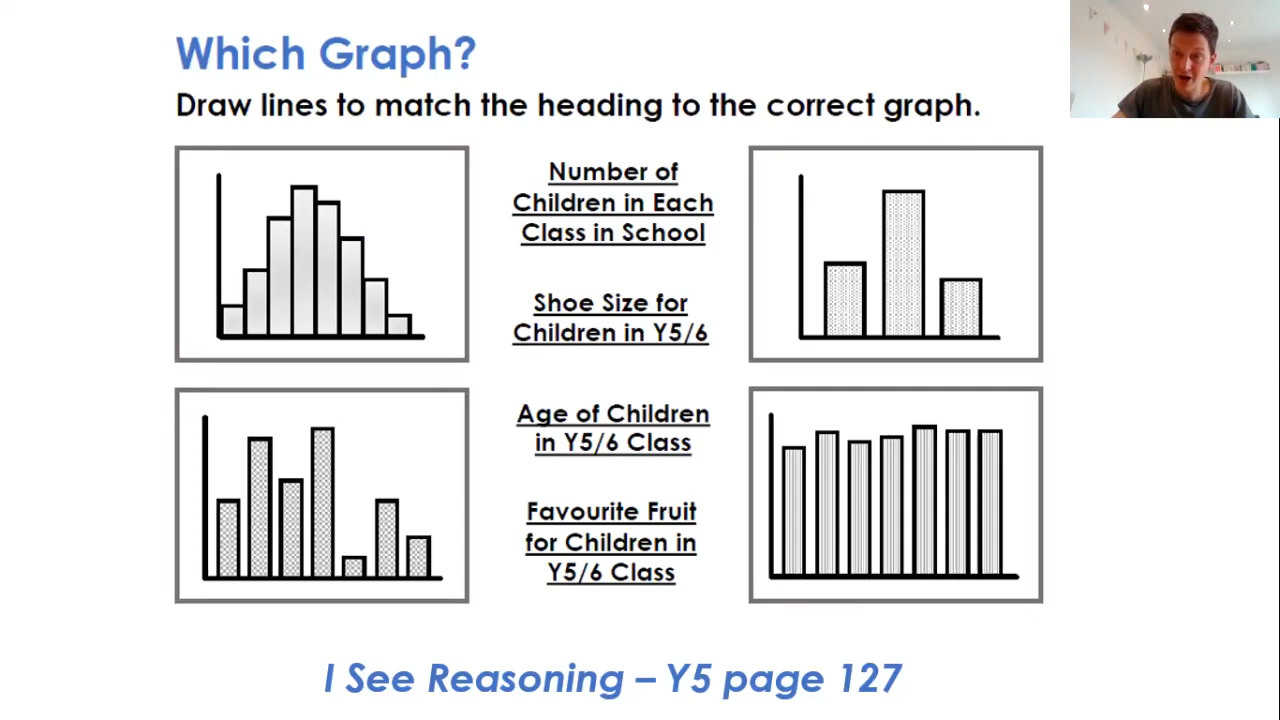 Which Graph?
Draw lines to match the heading to the correct graph.
Number of
Children in Each
Class in School
Shoe Size for
Children in Y5/6
Age of Children
in Y5/6 Class
Favourite Fruit
for Children in
Y5/6 Class
I See Reasoning – Y5 page 127